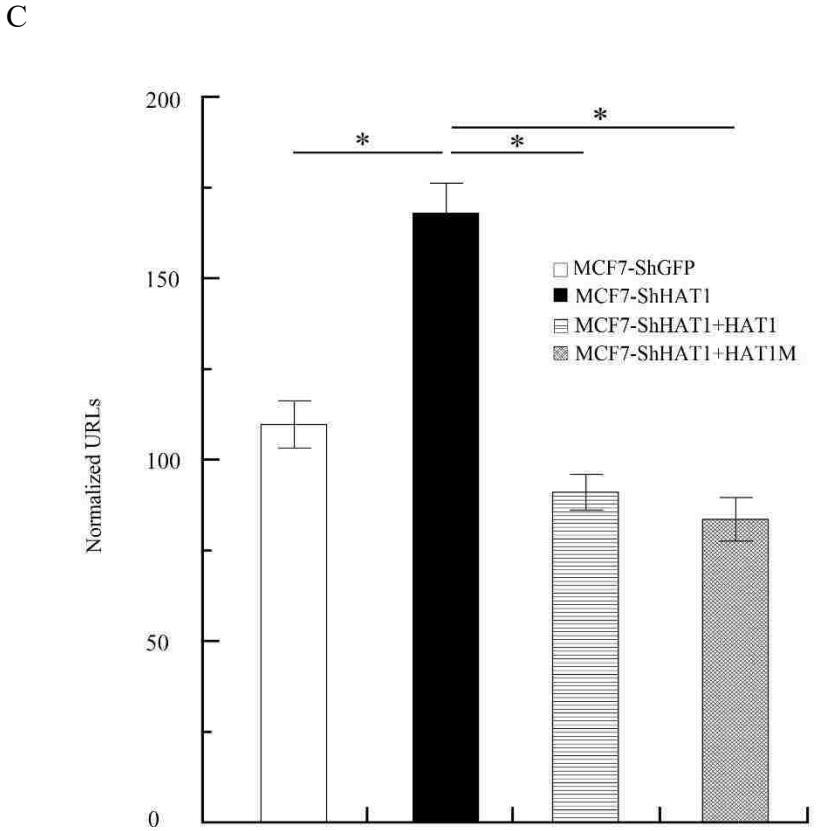 C
200
150
100
50
0
Normalized URLs
*
*
*
MCF7-ShGFP
MCF7-ShHAT1
MCF7-ShHAT1+HAT1
MCF7-ShHAT1+HAT1M